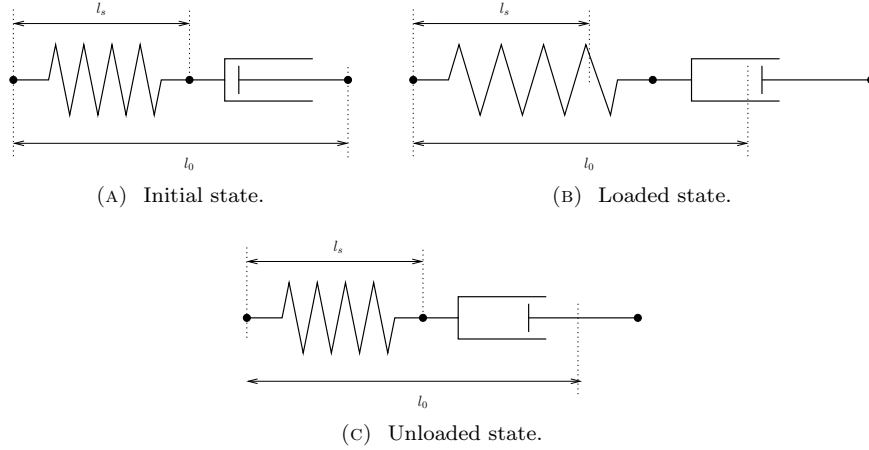 l_s
l_0
(A) Initial state.
l_s
l_0
(B) Loaded state.
l_s
l_0
(C) Unloaded state.